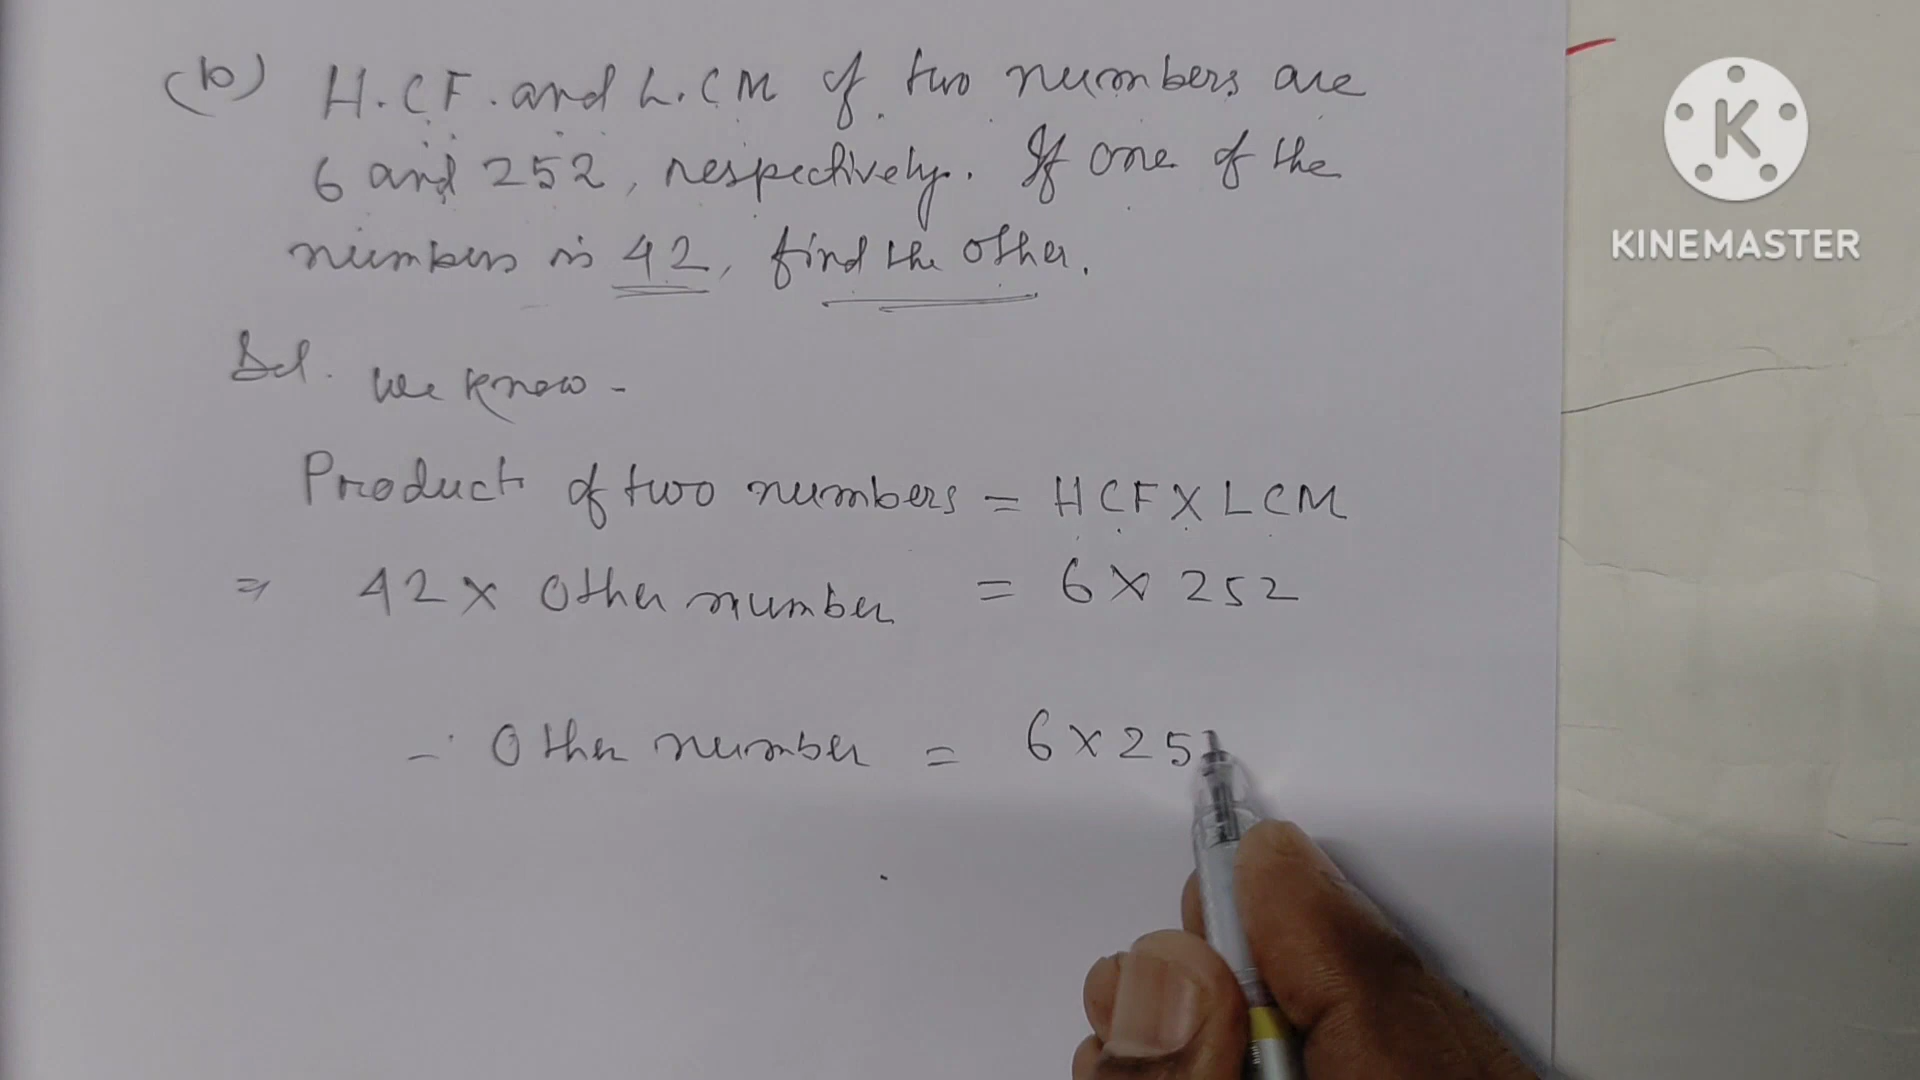 (b) H.CF. and L.CM of two numbers are
6 and 252, respectively. If one of the
numbers is 42, find the other.
Sol. We know -
Product of two numbers = HCF X LCM
⇒ 42 x Other number = 6 x 252
∴ Other number = 6 x 25
K
KINEMASTER